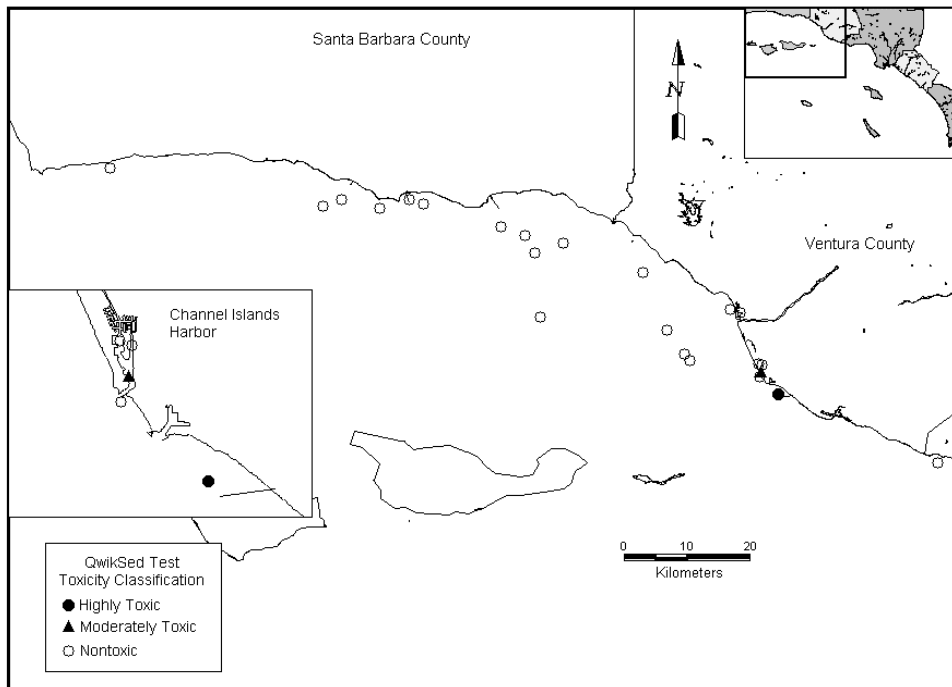 Santa Barbara County
N
Ventura County
Channel Islands
Harbor
0 10 20
Kilometers
QwikSed Test
Toxicity Classification
Highly Toxic
Moderately Toxic
Nontoxic